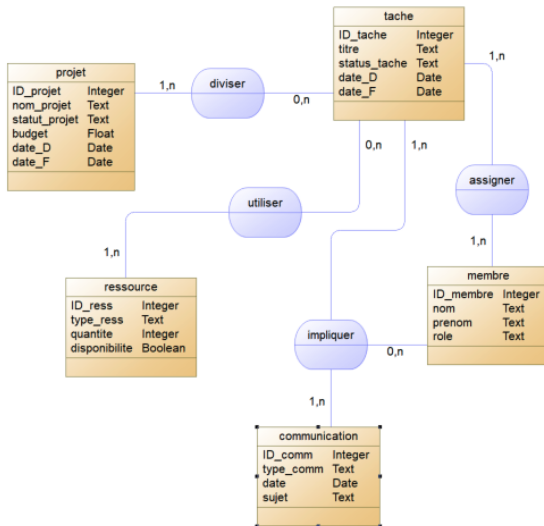 tache
ID_tache Integer
titre Text
status_tache Text
date_D Date
date_F Date
1,n
projet
ID_projet Integer
nom_projet Text
statut_projet Text
budget Float
date_D Date
date_F Date
1,n
diviser
0,n
0,n
1,n
assigner
utiliser
1,n
1,n
ressource
ID_ress Integer
type_ress Text
quantite Integer
disponibilite Boolean
membre
ID_membre Integer
nom Text
prenom Text
role Text
impliquer
0,n
1,n
communication
ID_comm Integer
type_comm Text
date Date
sujet Text